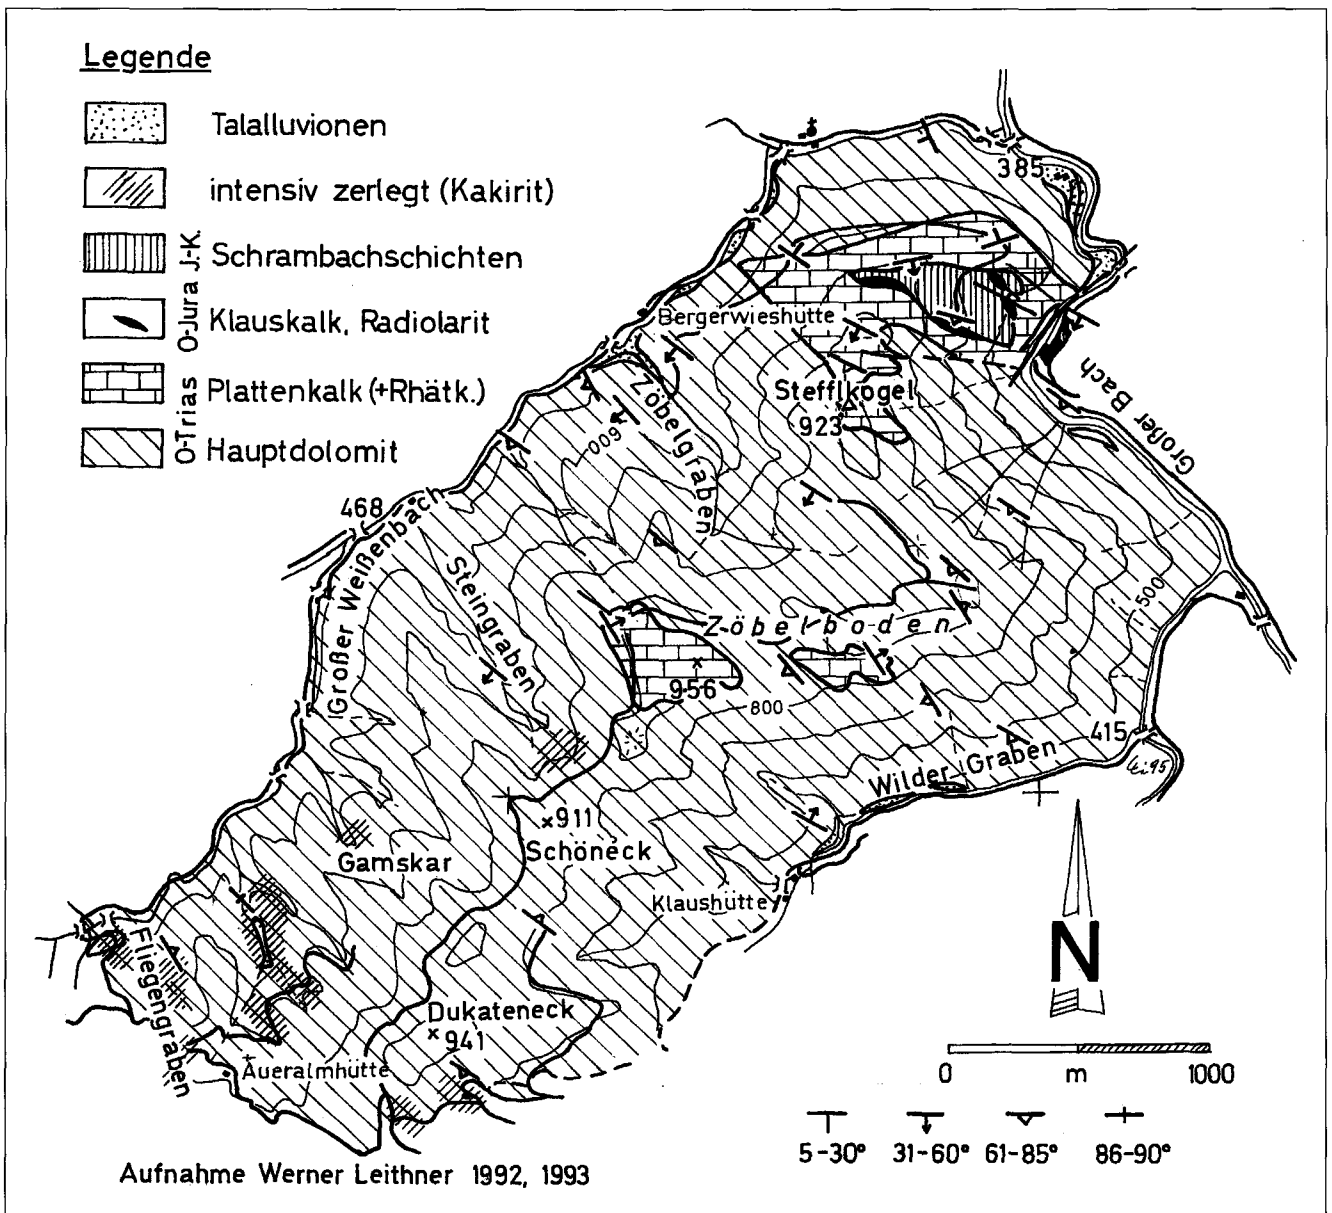 Legende
Talalluvionen
intensiv zerlegt (Kakirit)
J.-K.
Schrambachschichten
O-Jura
Klauskalk, Radiolarit
O-Trias
Plattenkalk (+Rhätk.)
Hauptdolomit
385
Bergerwieshütte
Stefflkogel
923
Großer Bach
Zöbelgraben
600
468
Großer Weißenbach
Steingraben
Zöbelboden
956
800
500
415
Wilder Graben
×911
Schöneck
Gamskar
Klaushütte
Fliegengraben
Dukateneck
×941
Aueralmhütte
N
0 m 1000
5-30° 31-60° 61-85° 86-90°
Aufnahme Werner Leithner 1992, 1993